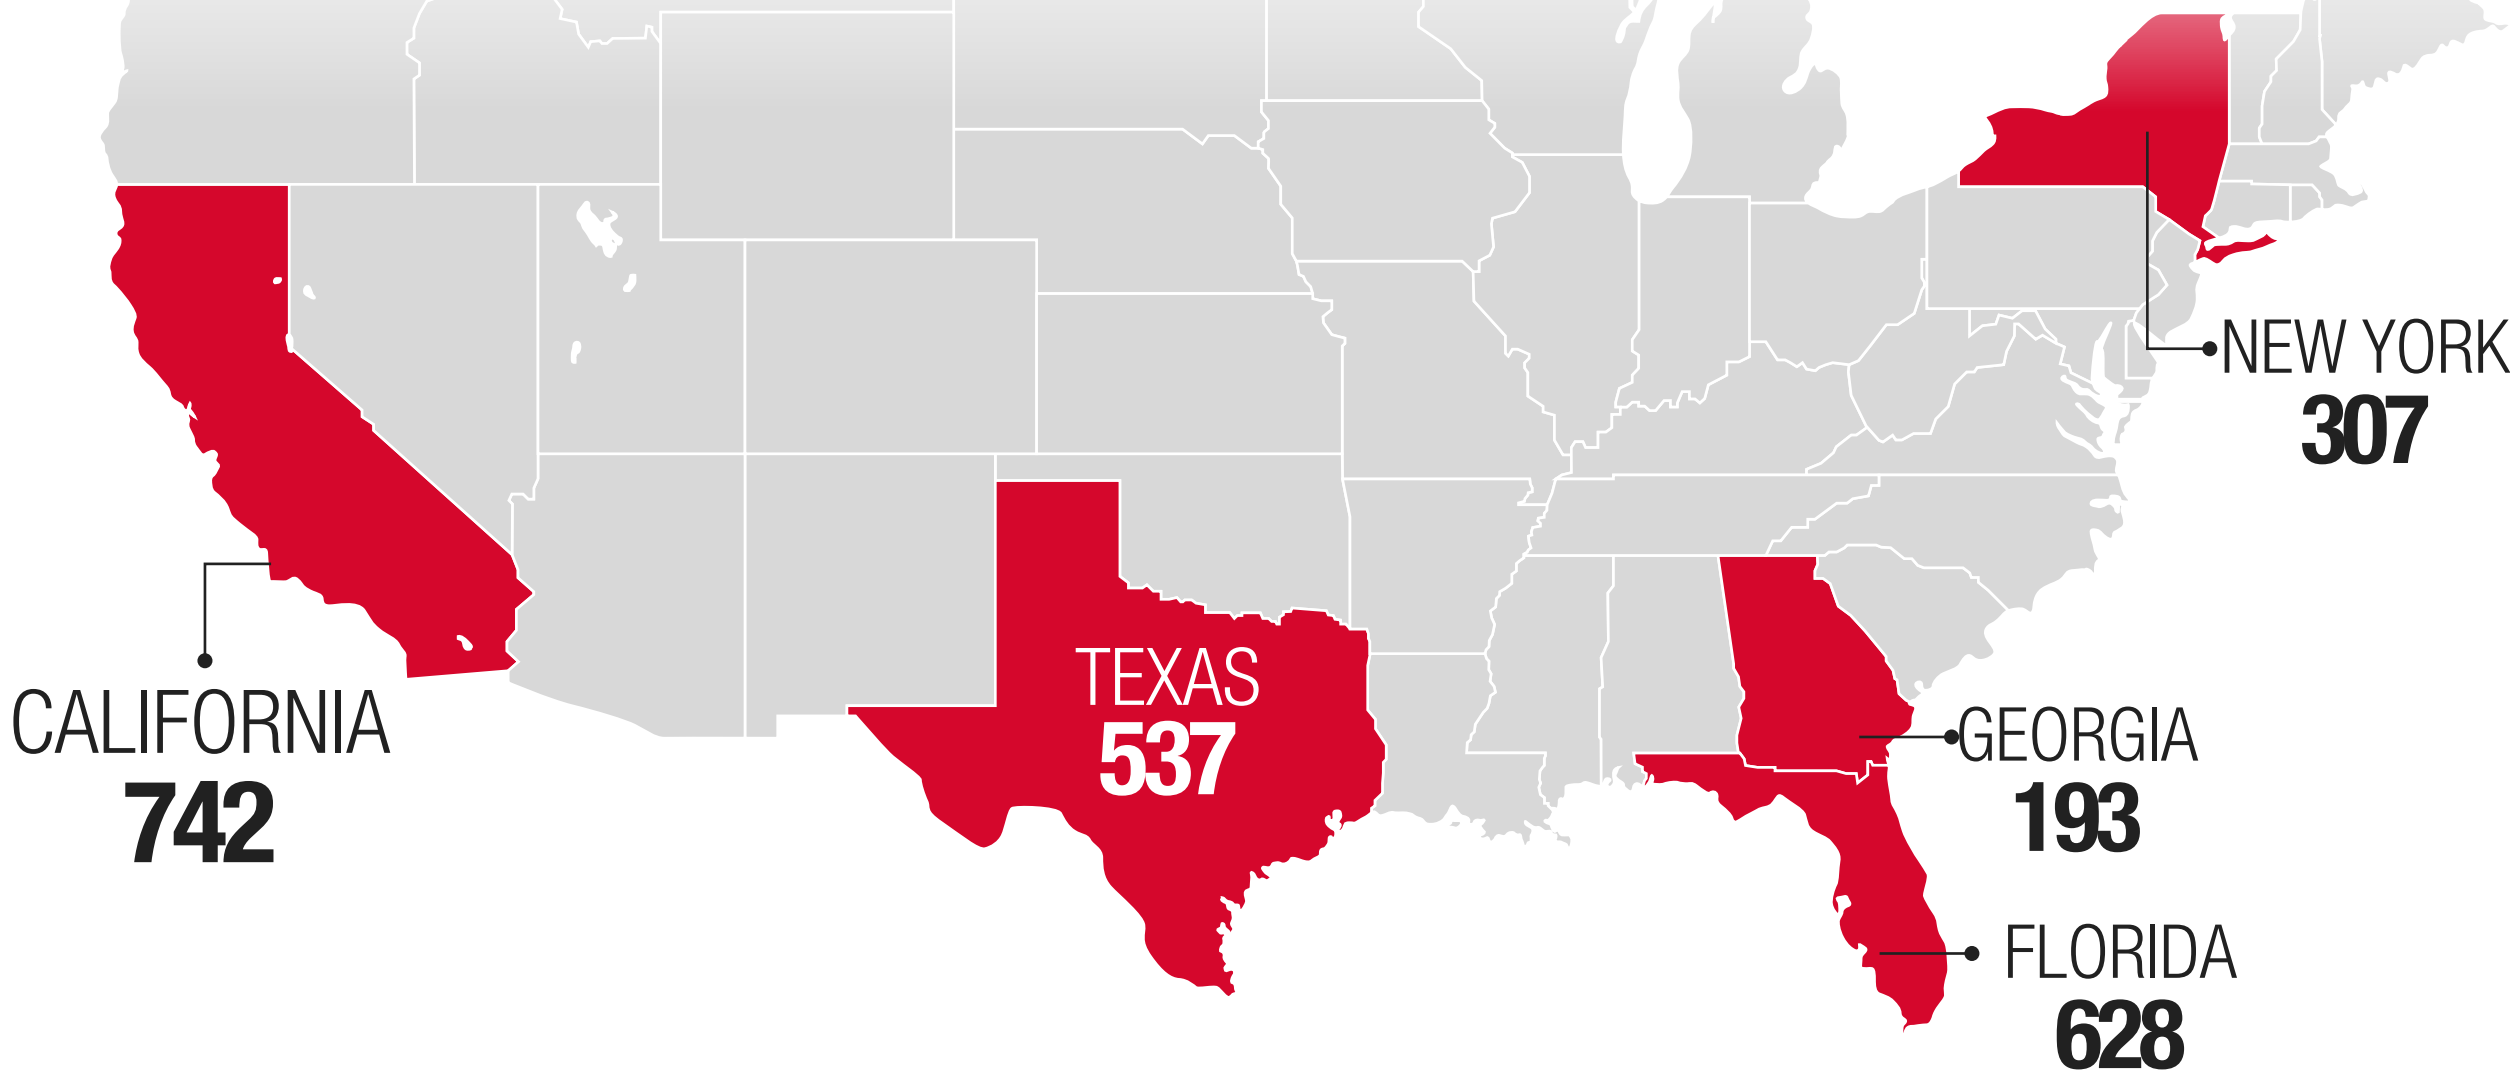 NEW YORK
307
TEXAS
537
CALIFORNIA
742
GEORGIA
193
FLORIDA
628